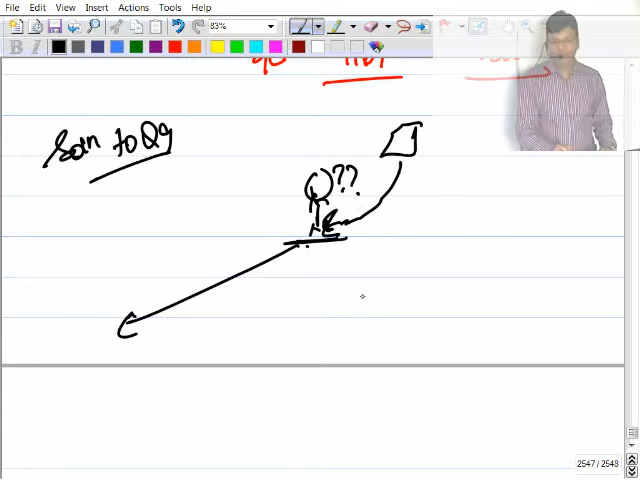 File Edit View Insert Actions Tools Help
83%
B I
Soln to Q9
Q??
2547 / 2548